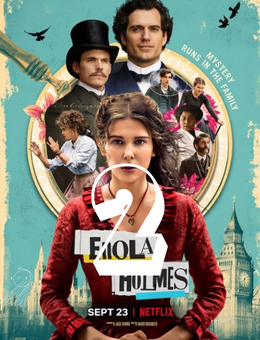 MYSTERY
RUNS IN THE FAMILY
2
ENOLA
HOLMES
SEPT 23 | NETFLIX